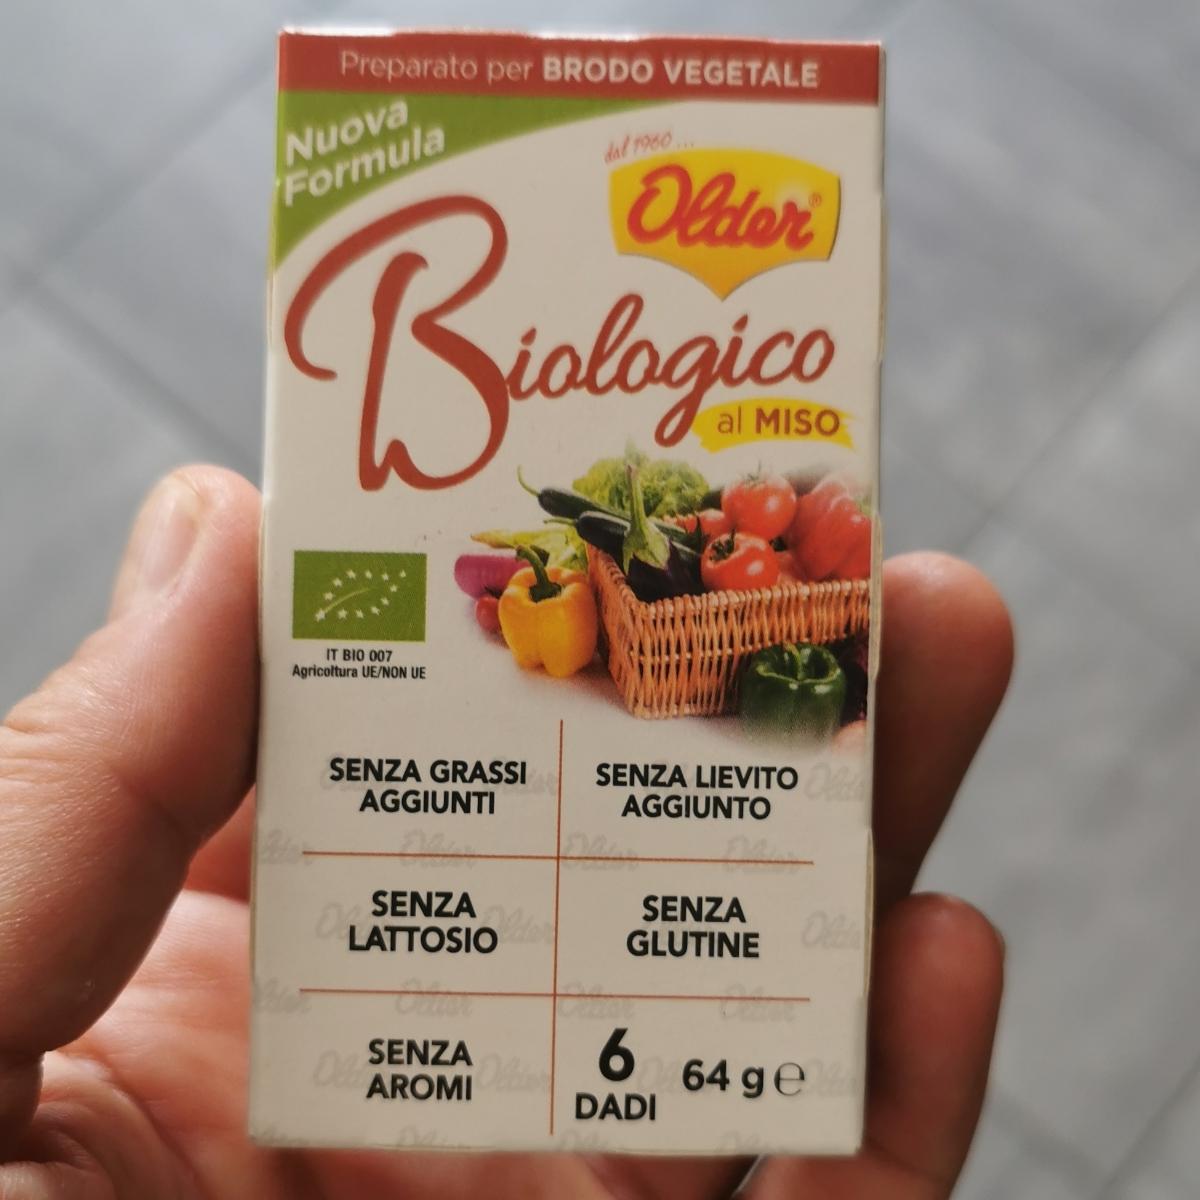 Preparato per BRODO VEGETALE
Nuova
Formula
dal 1960...
Older®
Biologico
al MISO
IT BIO 007
Agricoltura UE/NON UE
SENZA GRASSI
AGGIUNTI
SENZA LIEVITO
AGGIUNTO
SENZA
LATTOSIO
SENZA
GLUTINE
SENZA
AROMI
6
DADI
64 g ℮